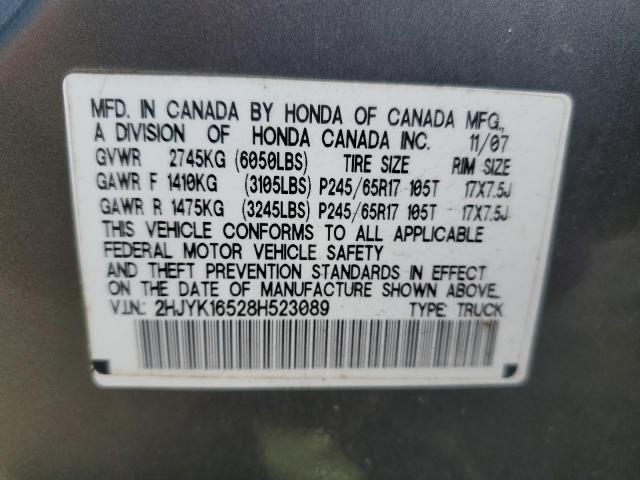 MFD. IN CANADA BY HONDA OF CANADA MFG.,
A DIVISION OF HONDA CANADA INC. 11/07
GVWR 2745KG (6050LBS) TIRE SIZE RIM SIZE
GAWR F 1410KG (3105LBS) P245/65R17 105T 17X7.5J
GAWR R 1475KG (3245LBS) P245/65R17 105T 17X7.5J
THIS VEHICLE CONFORMS TO ALL APPLICABLE
FEDERAL MOTOR VEHICLE SAFETY
AND THEFT PREVENTION STANDARDS IN EFFECT
ON THE DATE OF MANUFACTURE SHOWN ABOVE.
V.I.N.: 2HJYK16528H523089 TYPE: TRUCK